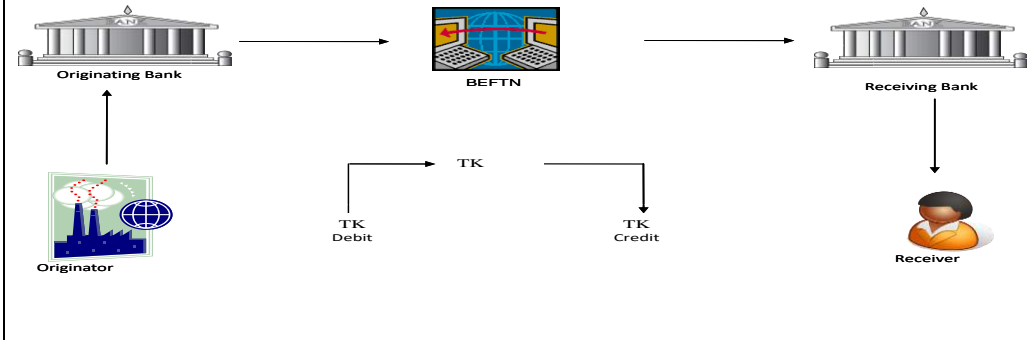 AN
AN
Originating Bank
BEFTN
Receiving Bank
TK
TK
Debit
TK
Credit
Originator
Receiver